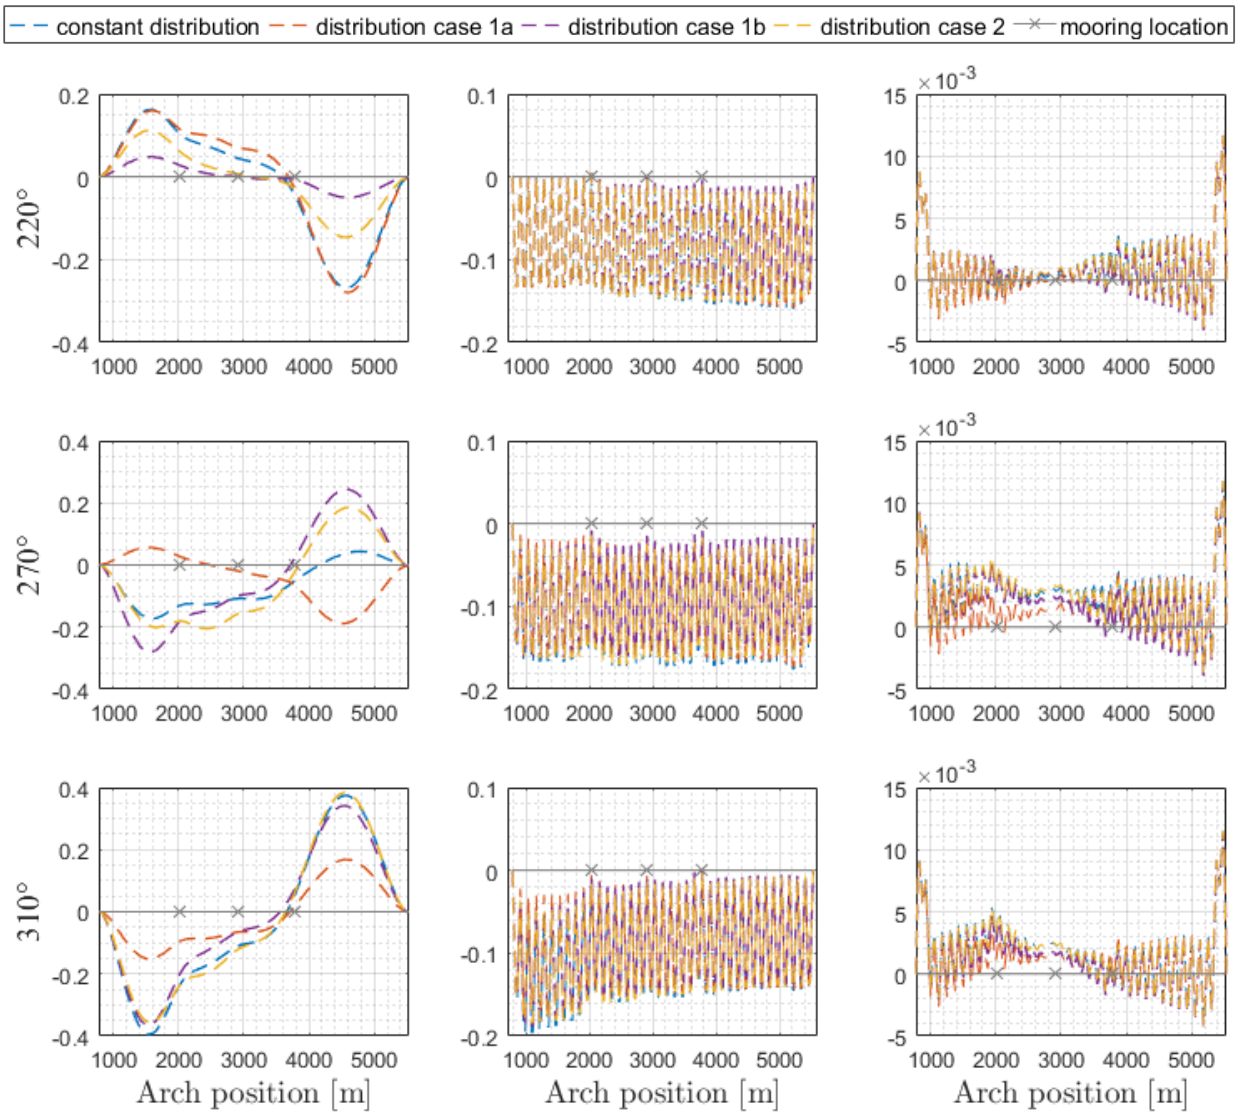 constant distribution distribution case 1a distribution case 1b distribution case 2 mooring location
× 10⁻³
0.2 0.1 15
0 10
0 5
-0.2 -0.1 0
-0.4 -0.2 -5
220°
1000 2000 3000 4000 5000 1000 2000 3000 4000 5000 1000 2000 3000 4000 5000
× 10⁻³
0.4 0.1 15
0.2 0 10
0 5
-0.2 -0.1 0
-0.4 -0.2 -5
270°
1000 2000 3000 4000 5000 1000 2000 3000 4000 5000 1000 2000 3000 4000 5000
× 10⁻³
0.4 0.1 15
0.2 0 10
0 5
-0.2 -0.1 0
-0.4 -0.2 -5
310°
1000 2000 3000 4000 5000 1000 2000 3000 4000 5000 1000 2000 3000 4000 5000
Arch position [m] Arch position [m] Arch position [m]